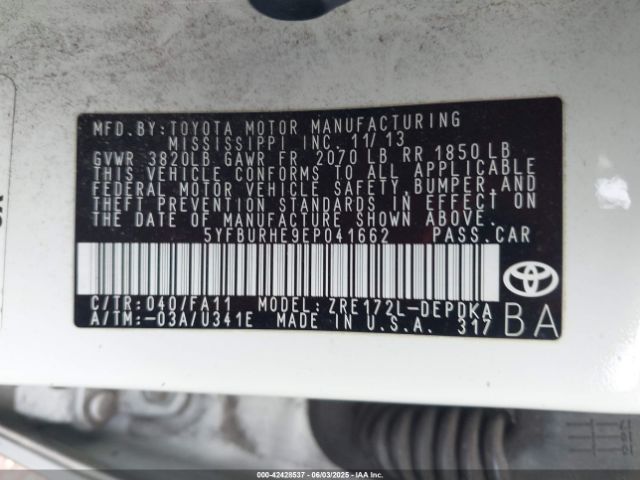 MFD.BY:TOYOTA MOTOR MANUFACTURING
MISSISSIPPI INC. 11/13
GVWR 3820LB GAWR FR 2070 LB RR 1850 LB
THIS VEHICLE CONFORMS TO ALL APPLICABLE
FEDERAL MOTOR VEHICLE SAFETY, BUMPER, AND
THEFT PREVENTION STANDARDS IN EFFECT ON
THE DATE OF MANUFACTURE SHOWN ABOVE.
5YFBURHE9EP041662 PASS.CAR
C/TR:040/FA11 MODEL:ZRE172L-DEPDKA
A/TM:-03A/U341E MADE IN U.S.A. 317
BA
000-42428537 - 06/03/2025 - IAA Inc.